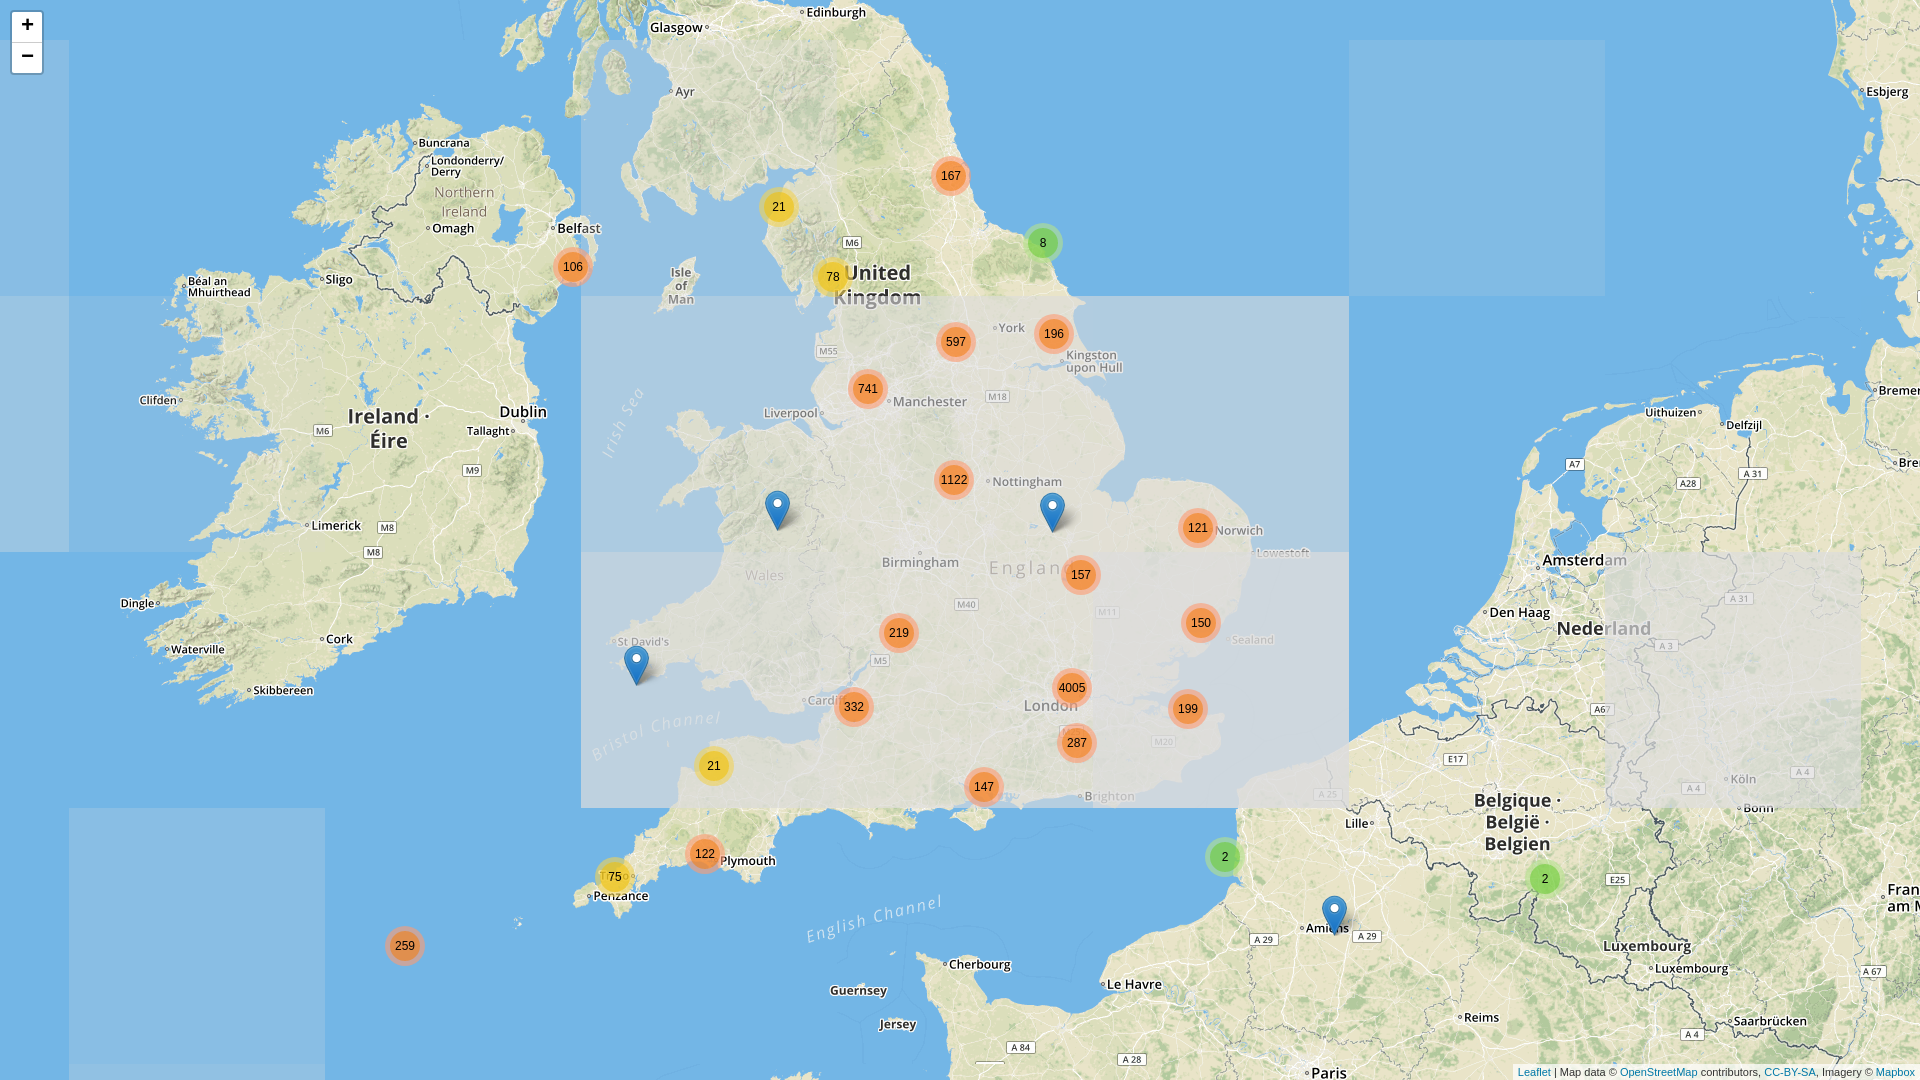 +
−
Edinburgh
Glasgow
Ayr
Esbjerg
Buncrana
Londonderry/
Derry
Northern
Ireland
Omagh
Belfast
167
21
8
M6
106
78
United
Kingdom
Isle
of
Man
Béal an
Mhuirthead
Sligo
597
York
196
M55
Kingston
upon Hull
741
Manchester
M18
Liverpool
Clifden
Ireland ·
Éire
Dublin
Tallaght
M6
M9
Irish Sea
Uithuizen
Delfzijl
A7
A 31
A28
1122
Nottingham
Limerick
M8
M8
121
Norwich
Lowestoft
Birmingham
Wales
157
Amsterdam
Dingle
M40
M11
A 31
Den Haag
Nederland
219
150
Sealand
St David's
Cork
Waterville
M5
A 3
Skibbereen
4005
London
Cardiff
332
199
A67
Bristol Channel
287
M20
E17
21
147
Brighton
A 25
Köln
A 4
A 4
Bonn
Belgique ·
België ·
Belgien
Lille
122
Plymouth
2
2
E25
75
Penzance
English Channel
Amiens
A 29
A 29
259
Luxembourg
Luxembourg
A 67
Cherbourg
Le Havre
Guernsey
Jersey
Reims
Saarbrücken
A 84
A 28
A 4
Paris
Leaflet | Map data © OpenStreetMap contributors, CC-BY-SA, Imagery © Mapbox